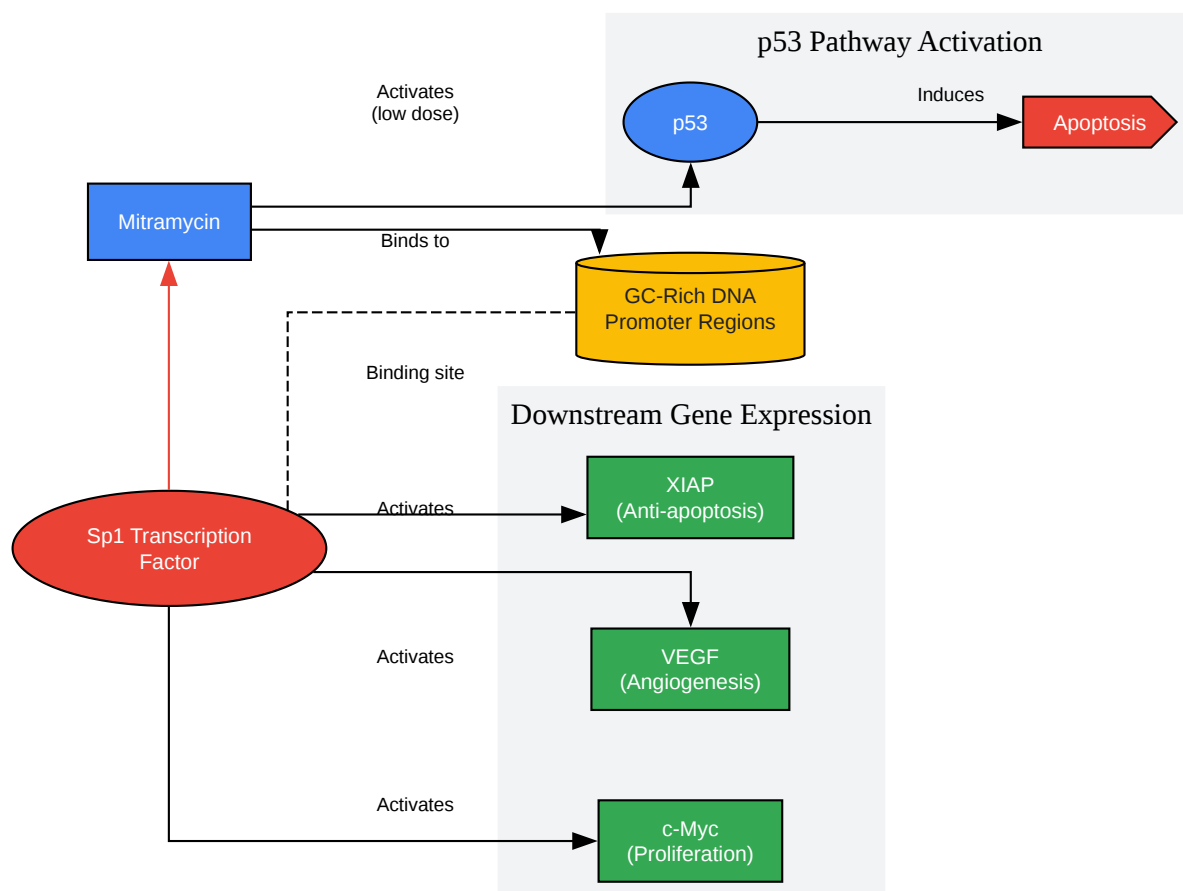 p53 Pathway Activation
Activates
(low dose)
Induces
p53
Apoptosis
Mitramycin
Binds to
GC-Rich DNA
Promoter Regions
Binding site
Downstream Gene Expression
XIAP
(Anti-apoptosis)
Activates
Sp1 Transcription
Factor
Activates
VEGF
(Angiogenesis)
Activates
c-Myc
(Proliferation)